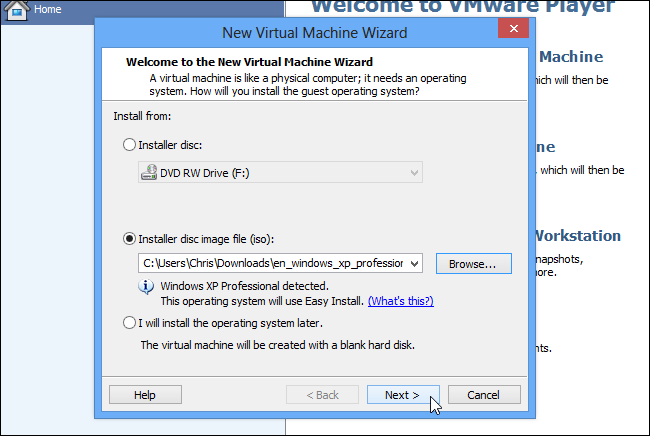 Home
Welcome to VMware Player
New Virtual Machine Wizard
Machine
which will then be
ne
, which will then be
Workstation
snapshots,
more.
nts.
Welcome to the New Virtual Machine Wizard
A virtual machine is like a physical computer; it needs an operating
system. How will you install the guest operating system?
Install from:
Installer disc:
DVD RW Drive (F:)
Installer disc image file (iso):
C:\Users\Chris\Downloads\en_windows_xp_profession
Browse...
Windows XP Professional detected.
This operating system will use Easy Install. (What's this?)
I will install the operating system later.
The virtual machine will be created with a blank hard disk.
Help
< Back
Next >
Cancel